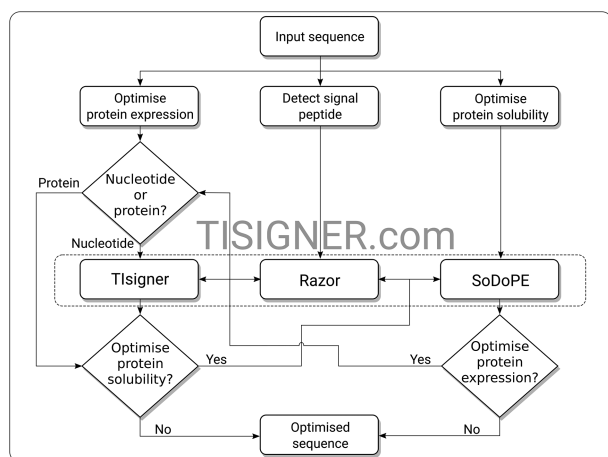 Input sequence
Optimise
protein expression
Detect signal
peptide
Optimise
protein solubility
Protein
Nucleotide
or
protein?
Nucleotide
TISIGNER.com
TIsigner
Razor
SoDoPE
Optimise
protein
solubility?
Yes
Yes
Optimise
protein
expression?
No
Optimised
sequence
No